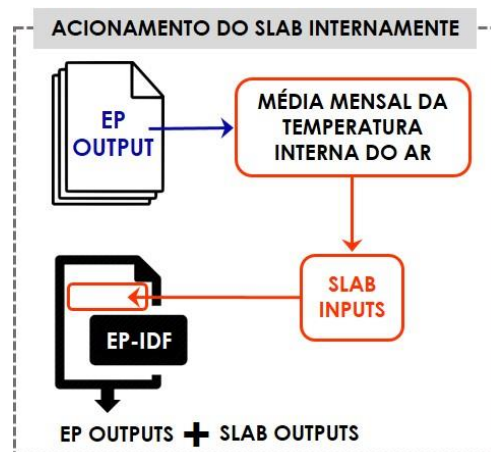 ACIONAMENTO DO SLAB INTERNAMENTE
EP
OUTPUT
MÉDIA MENSAL DA
TEMPERATURA
INTERNA DO AR
SLAB
INPUTS
EP-IDF
EP OUTPUTS + SLAB OUTPUTS